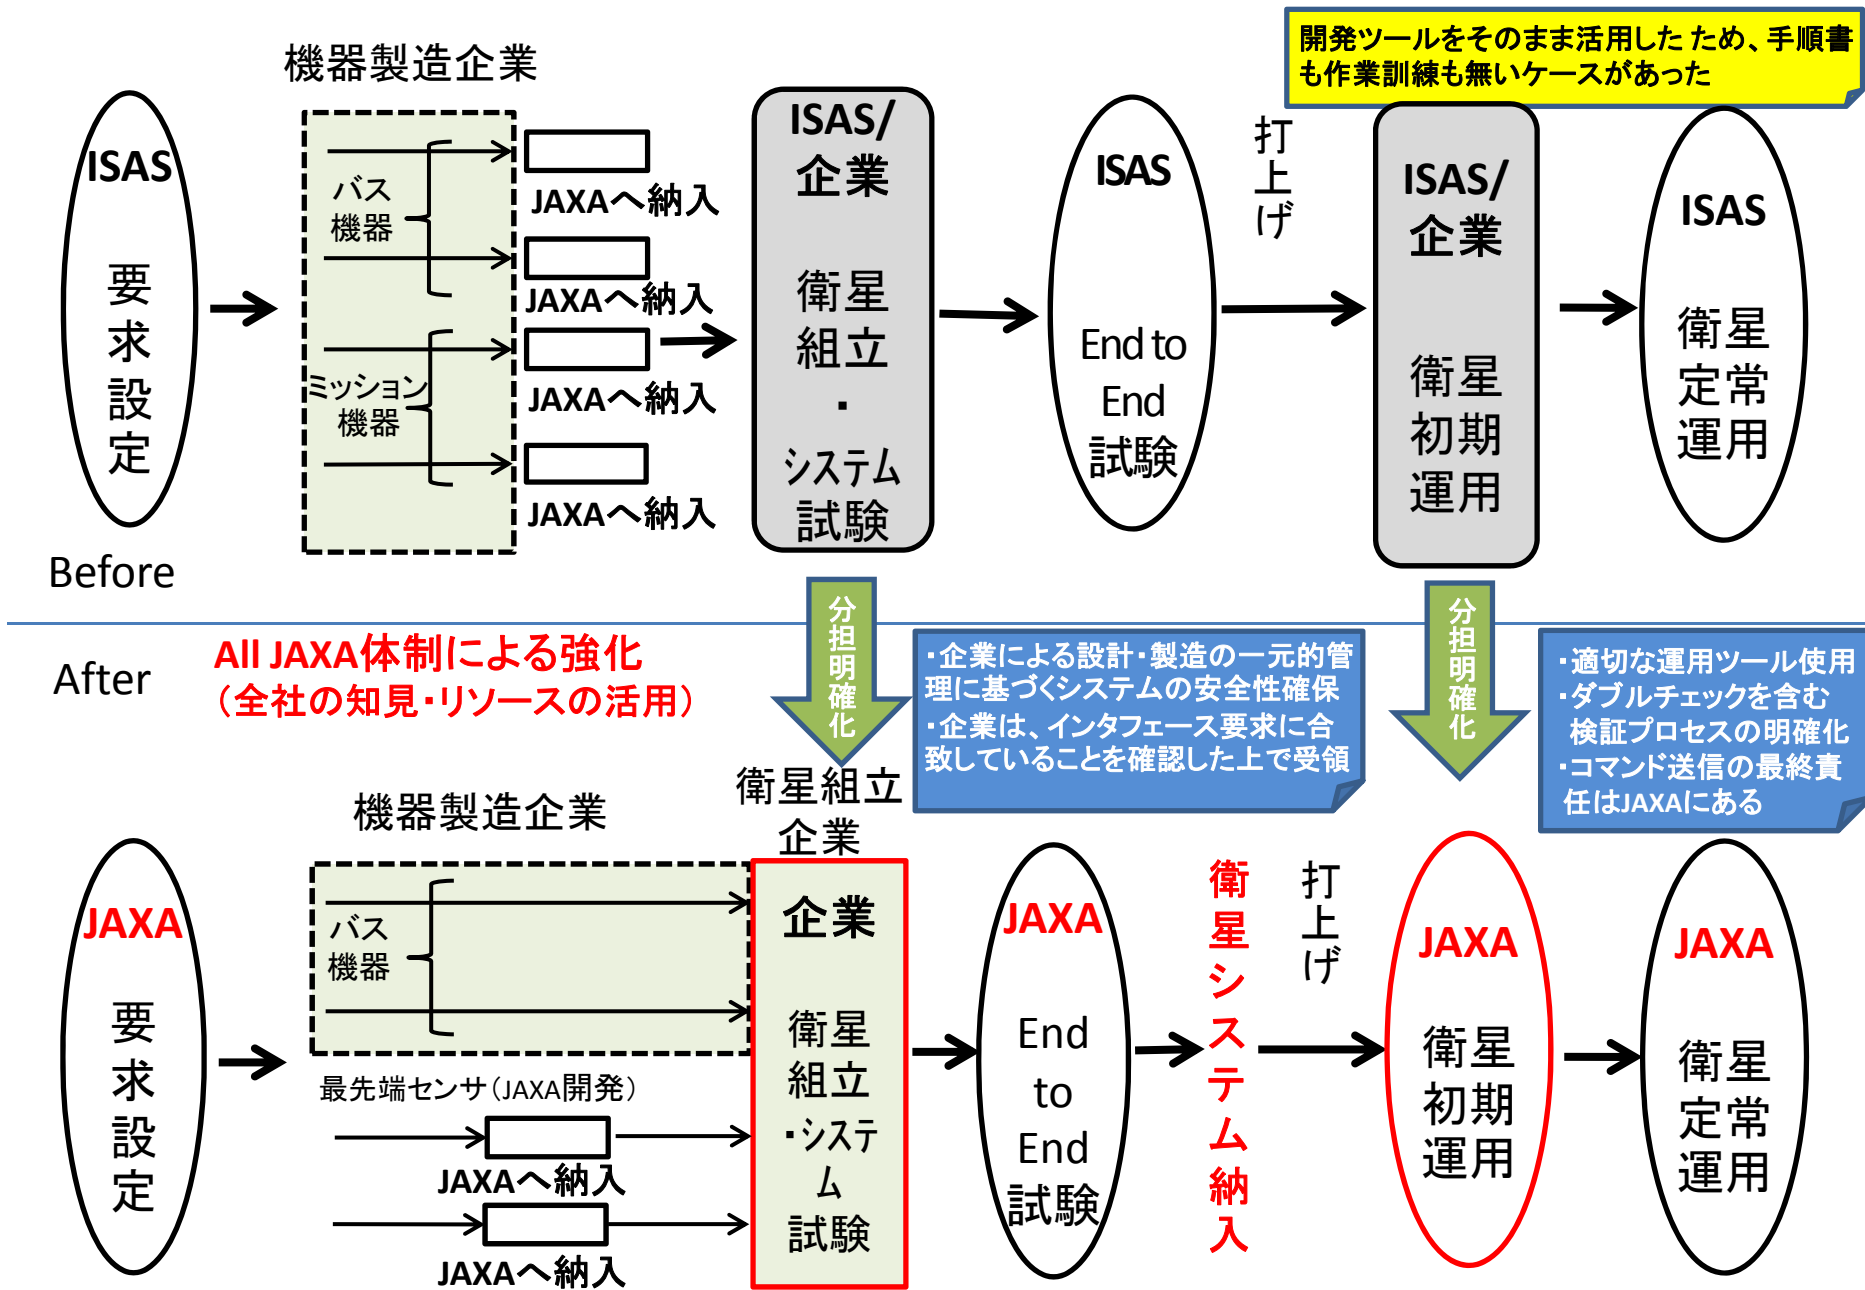 開発ツールをそのまま活用したため、手順書
も作業訓練も無いケースがあった
機器製造企業
ISAS
要
求
設
定
バス
機器
ミッション
機器
JAXAへ納入
JAXAへ納入
JAXAへ納入
JAXAへ納入
ISAS/
企業
衛星
組立
・
システム
試験
ISAS
End to
End
試験
打
上
げ
ISAS/
企業
衛星
初期
運用
ISAS
衛星
定常
運用
Before
After
All JAXA体制による強化
（全社の知見・リソースの活用）
分
担
明
確
化
・企業による設計・製造の一元的管
理に基づくシステムの安全性確保
・企業は、インタフェース要求に合
致していることを確認した上で受領
分
担
明
確
化
・適切な運用ツール使用
・ダブルチェックを含む
検証プロセスの明確化
・コマンド送信の最終責
任はJAXAにある
機器製造企業
衛星組立
企業
JAXA
要
求
設
定
バス
機器
最先端センサ（JAXA開発）
JAXAへ納入
JAXAへ納入
企業
衛星
組立
・システ
ム
試験
JAXA
End
to
End
試験
衛
星
シ
ス
テ
ム
納
入
打
上
げ
JAXA
衛星
初期
運用
JAXA
衛星
定常
運用